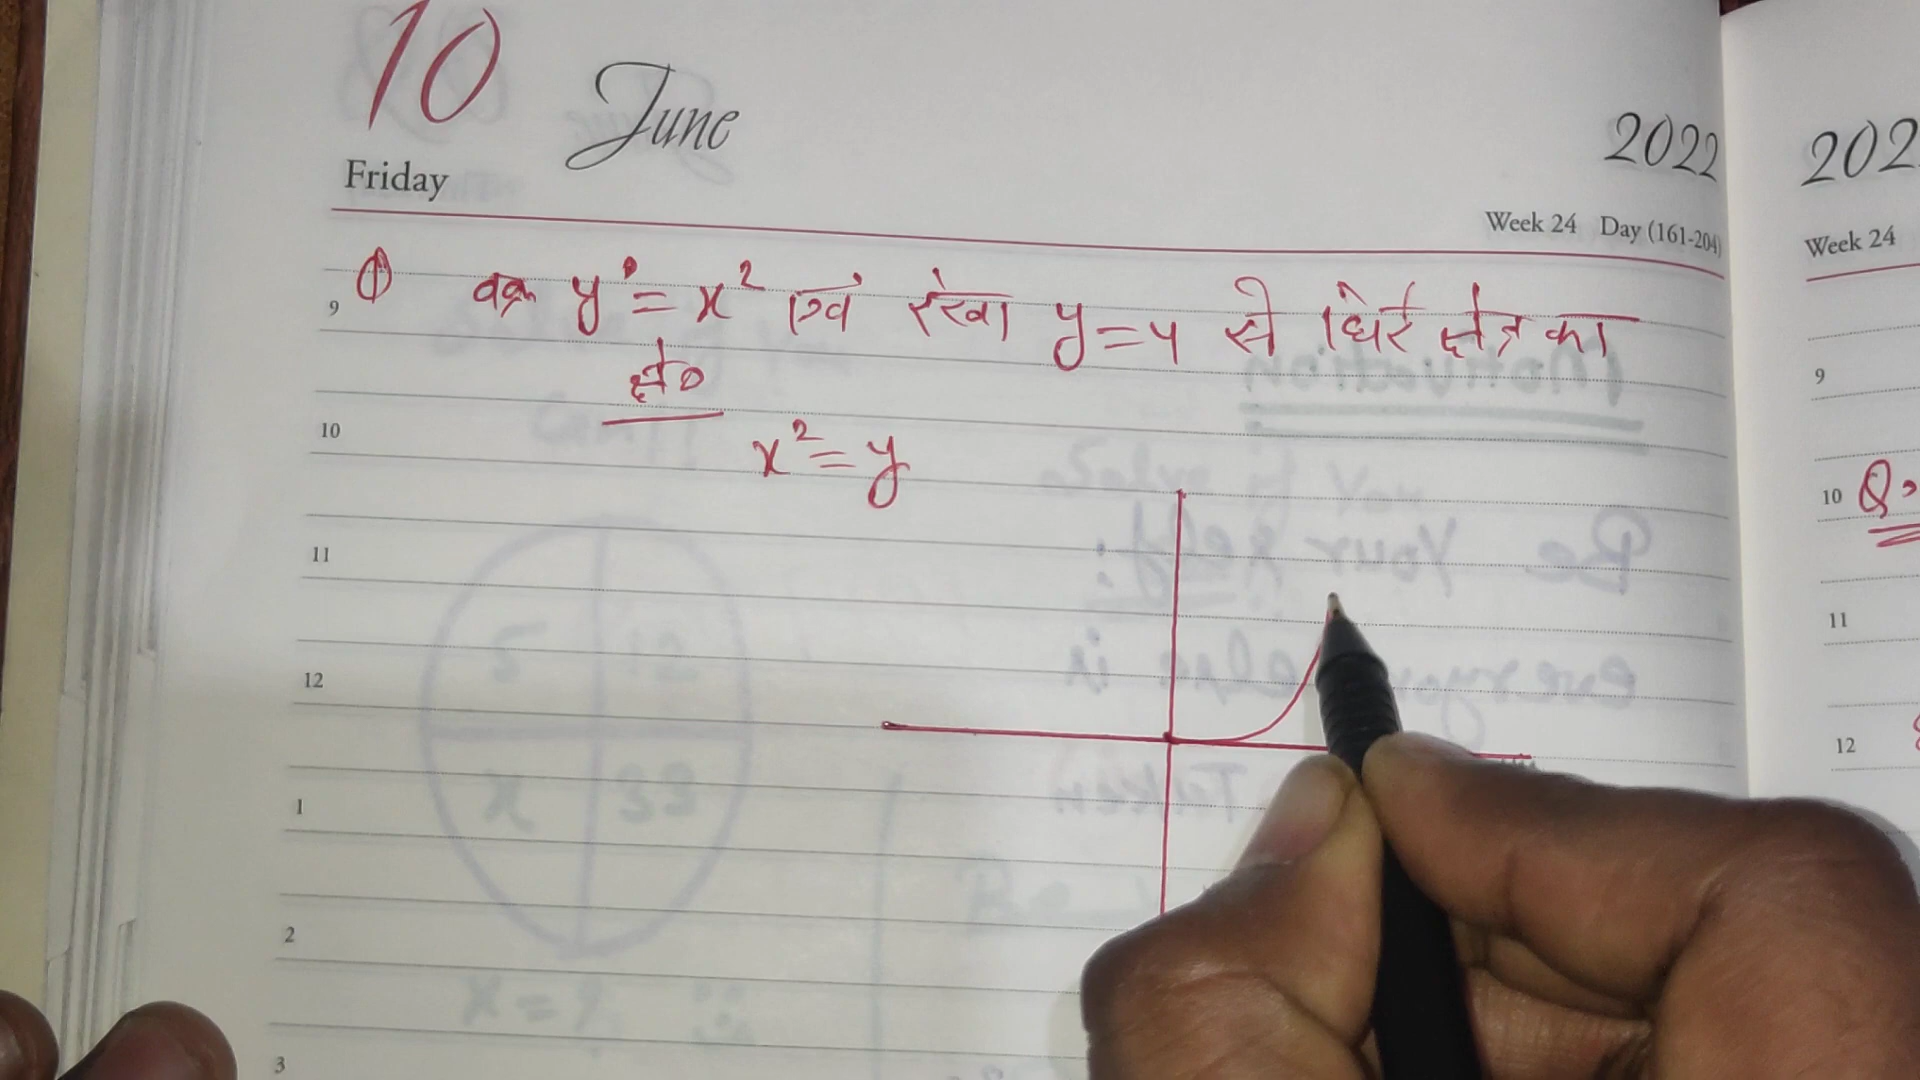 10 June 2022
Friday
Week 24 Day (161-204)
① वक्र y = x² एवं रेखा y=4 से घिरे क्षेत्र का
9
क्षे०
10 x² = y
11
12
1
2
3
202
Week 24
9
10 Q.
11
12